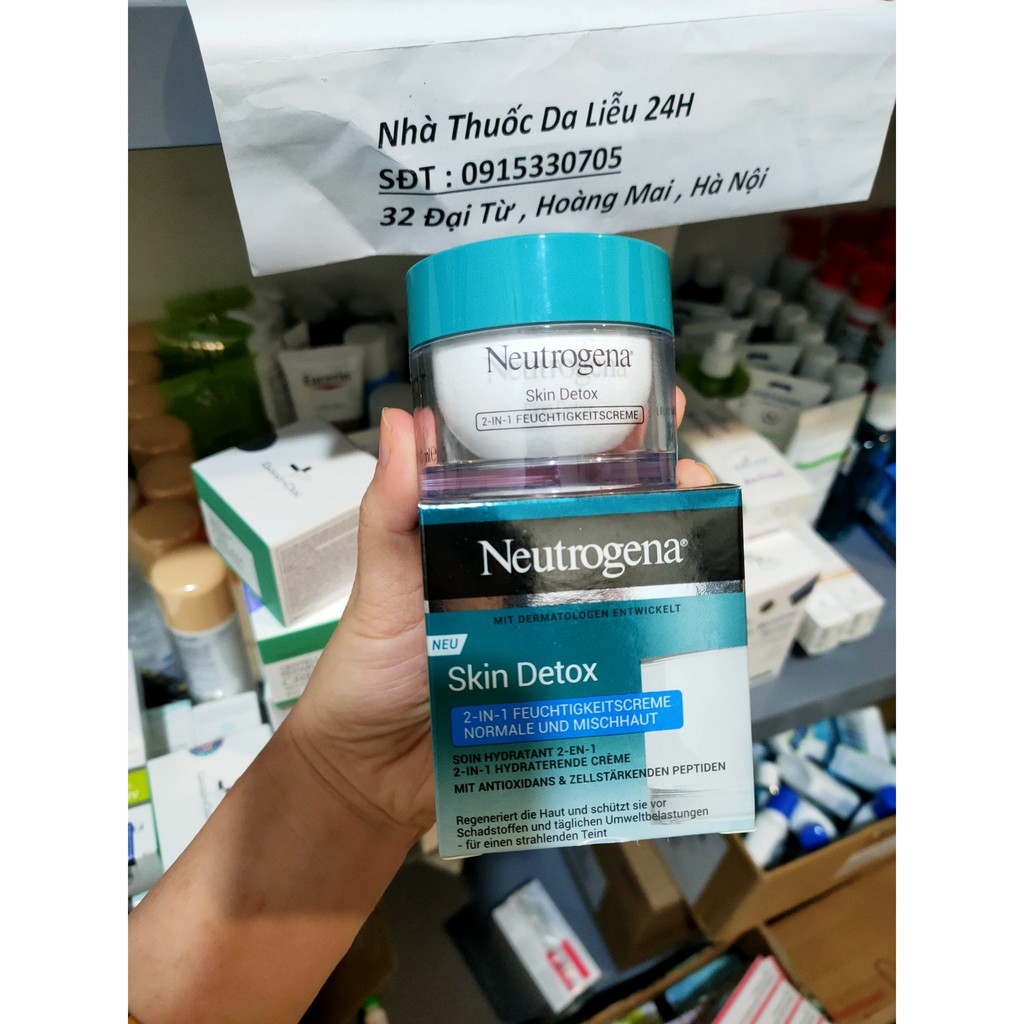 Nhà Thuốc Da Liễu 24H
SĐT : 0915330705
32 Đại Từ , Hoàng Mai , Hà Nội
Neutrogena®
Skin Detox
2-IN-1 FEUCHTIGKEITSCREME
Eucerin
Neutrogena®
MIT DERMATOLOGEN ENTWICKELT
NEU
Skin Detox
2-IN-1 FEUCHTIGKEITSCREME
NORMALE UND MISCHHAUT
SOIN HYDRATANT 2-EN-1
2-IN-1 HYDRATERENDE CRÈME
MIT ANTIOXIDANS & ZELLSTÄRKENDEN PEPTIDEN
Regeneriert die Haut und schützt sie vor
Schadstoffen und täglichen Umweltbelastungen
- für einen strahlenden Teint